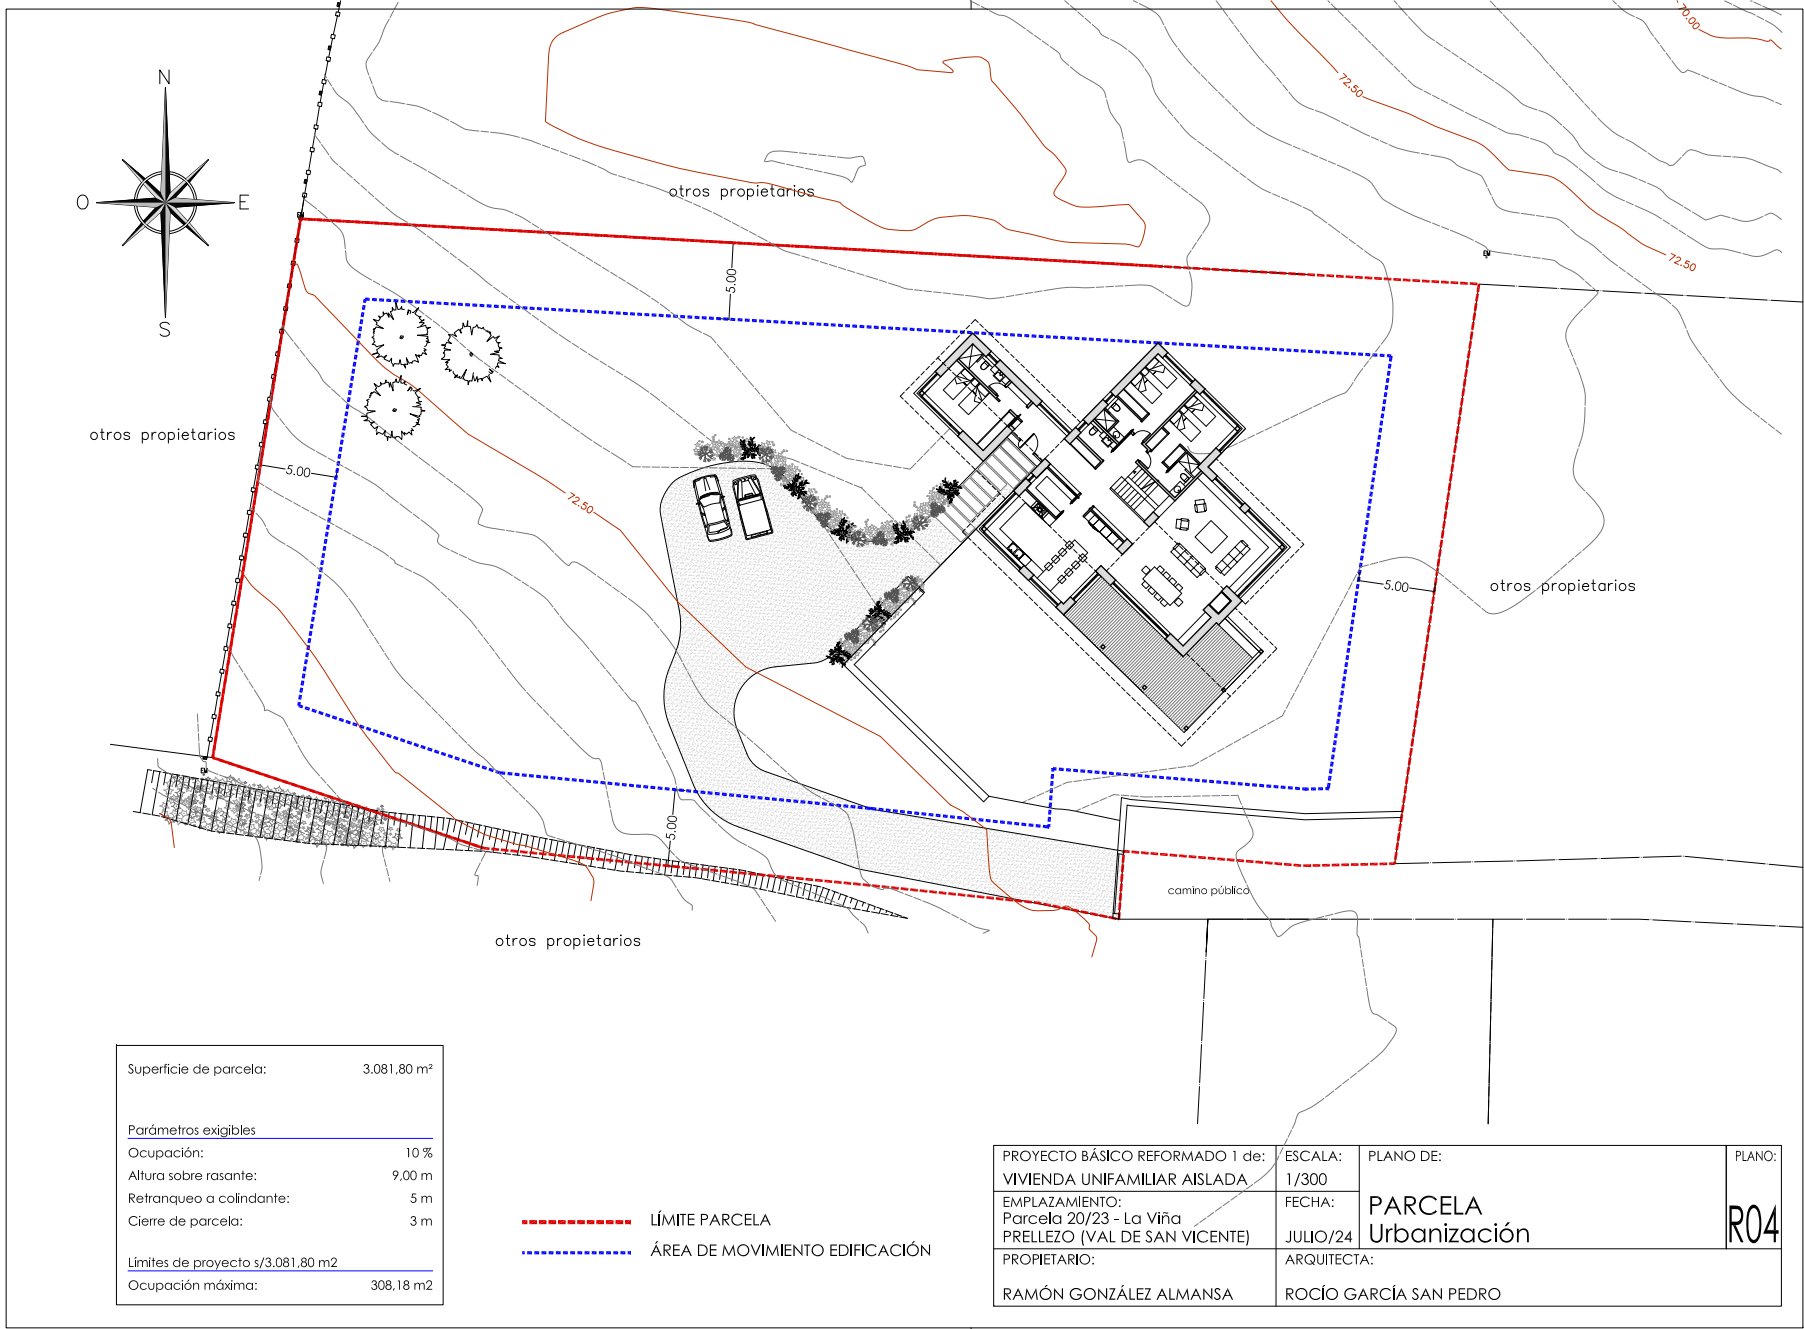 70.00
72.50
72.50
N
O
E
S
otros propietarios
5.00
otros propietarios
5.00
72.50
5.00
otros propietarios
5.00
camino público
otros propietarios
Superficie de parcela: 3.081,80 m²
Parámetros exigibles
Ocupación: 10 %
Altura sobre rasante: 9,00 m
Retranqueo a colindante: 5 m
Cierre de parcela: 3 m
Límites de proyecto s/3.081,80 m2
Ocupación máxima: 308,18 m2
LÍMITE PARCELA
ÁREA DE MOVIMIENTO EDIFICACIÓN
PROYECTO BÁSICO REFORMADO 1 de:
VIVIENDA UNIFAMILIAR AISLADA
ESCALA:
1/300
PLANO DE:
PARCELA
Urbanización
PLANO:
R04
EMPLAZAMIENTO:
Parcela 20/23 - La Viña
PRELLEZO (VAL DE SAN VICENTE)
FECHA:
JULIO/24
PROPIETARIO:
RAMÓN GONZÁLEZ ALMANSA
ARQUITECTA:
ROCÍO GARCÍA SAN PEDRO